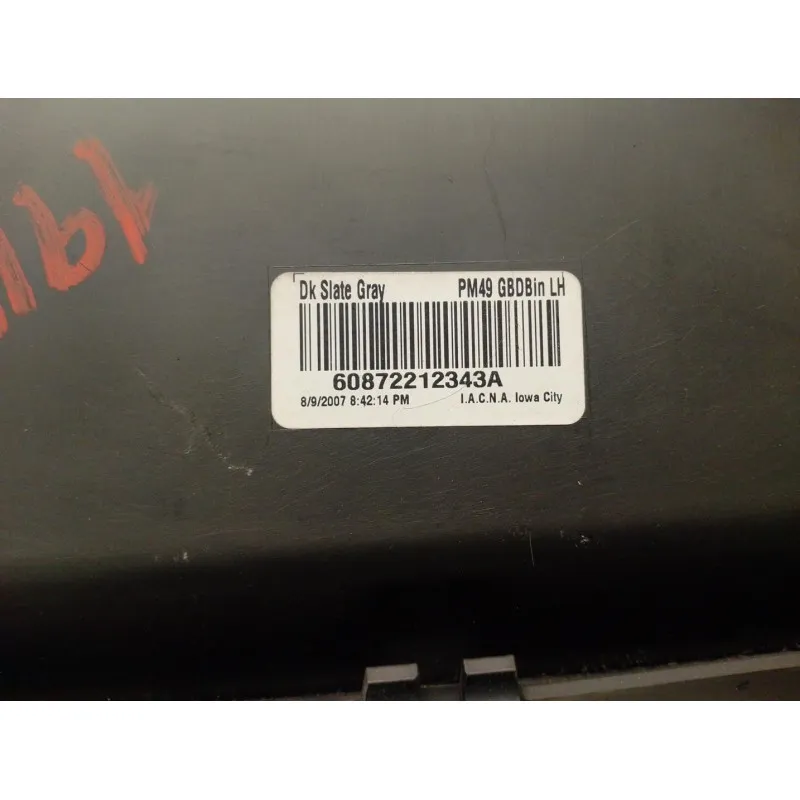 Dk Slate Gray PM49 GBDBin LH
60872212343A
8/9/2007 8:42:14 PM I.A.C.N.A. Iowa City